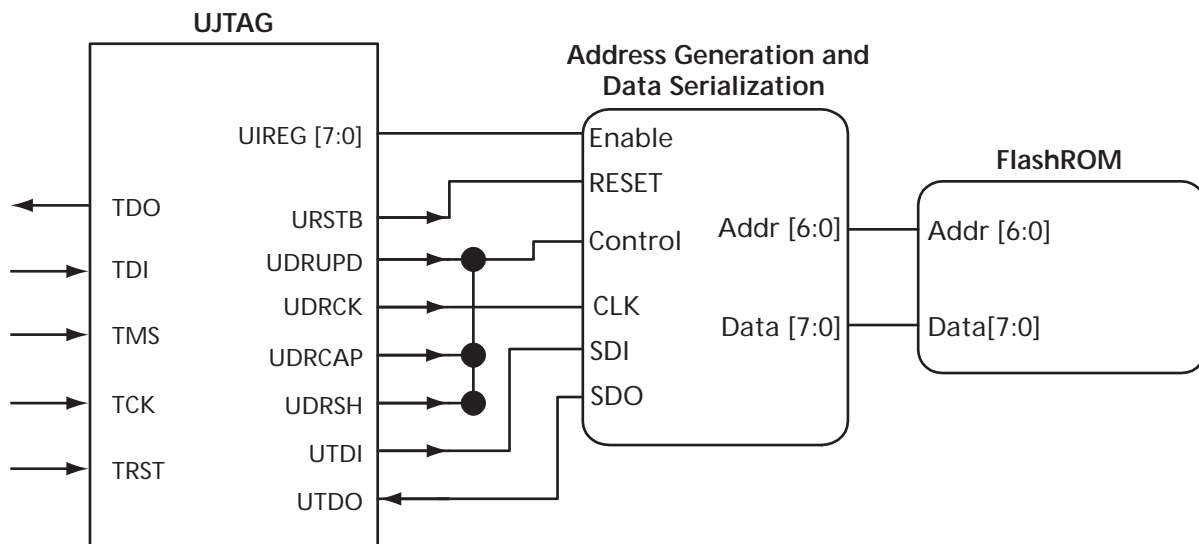 UJTAG
Address Generation and
Data Serialization
FlashROM
TDO
TDI
TMS
TCK
TRST
UIREG [7:0]
URSTB
UDRUPD
UDRCK
UDRCAP
UDRSH
UTDI
UTDO
Enable
RESET
Control
CLK
SDI
SDO
Addr [6:0]
Data [7:0]
Addr [6:0]
Data[7:0]